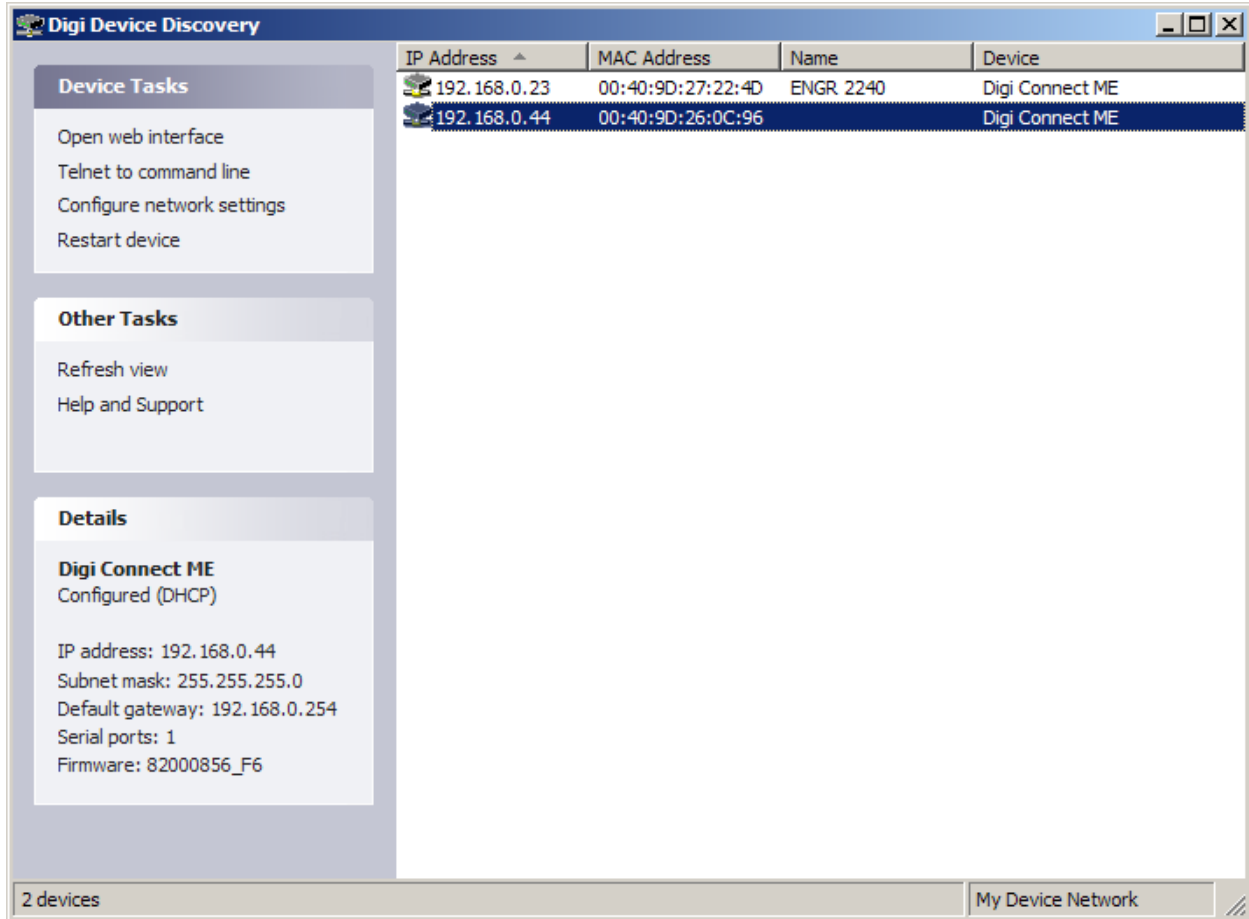 Digi Device Discovery
Device Tasks
Open web interface
Telnet to command line
Configure network settings
Restart device
Other Tasks
Refresh view
Help and Support
Details
Digi Connect ME
Configured (DHCP)
IP address: 192.168.0.44
Subnet mask: 255.255.255.0
Default gateway: 192.168.0.254
Serial ports: 1
Firmware: 82000856_F6
IP Address MAC Address Name Device
192.168.0.23 00:40:9D:27:22:4D ENGR 2240 Digi Connect ME
192.168.0.44 00:40:9D:26:0C:96 Digi Connect ME
2 devices My Device Network